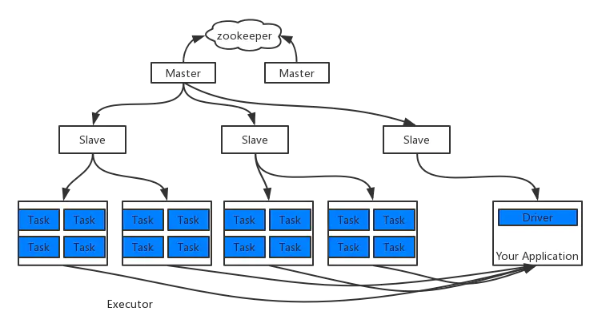 zookeeper
Master Master
Slave Slave Slave
Task Task Task Task Task Task Task Task Driver
Task Task Task Task Task Task Task Task
Your Application
Executor